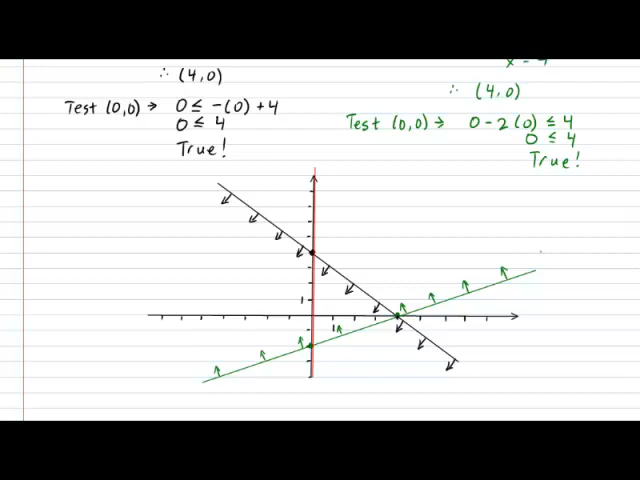 x = 4
∴ (4,0)
∴ (4,0)
Test (0,0) → 0 ≤ -(0) + 4
0 ≤ 4
True!
Test (0,0) → 0 - 2(0) ≤ 4
0 ≤ 4
True!
1
1